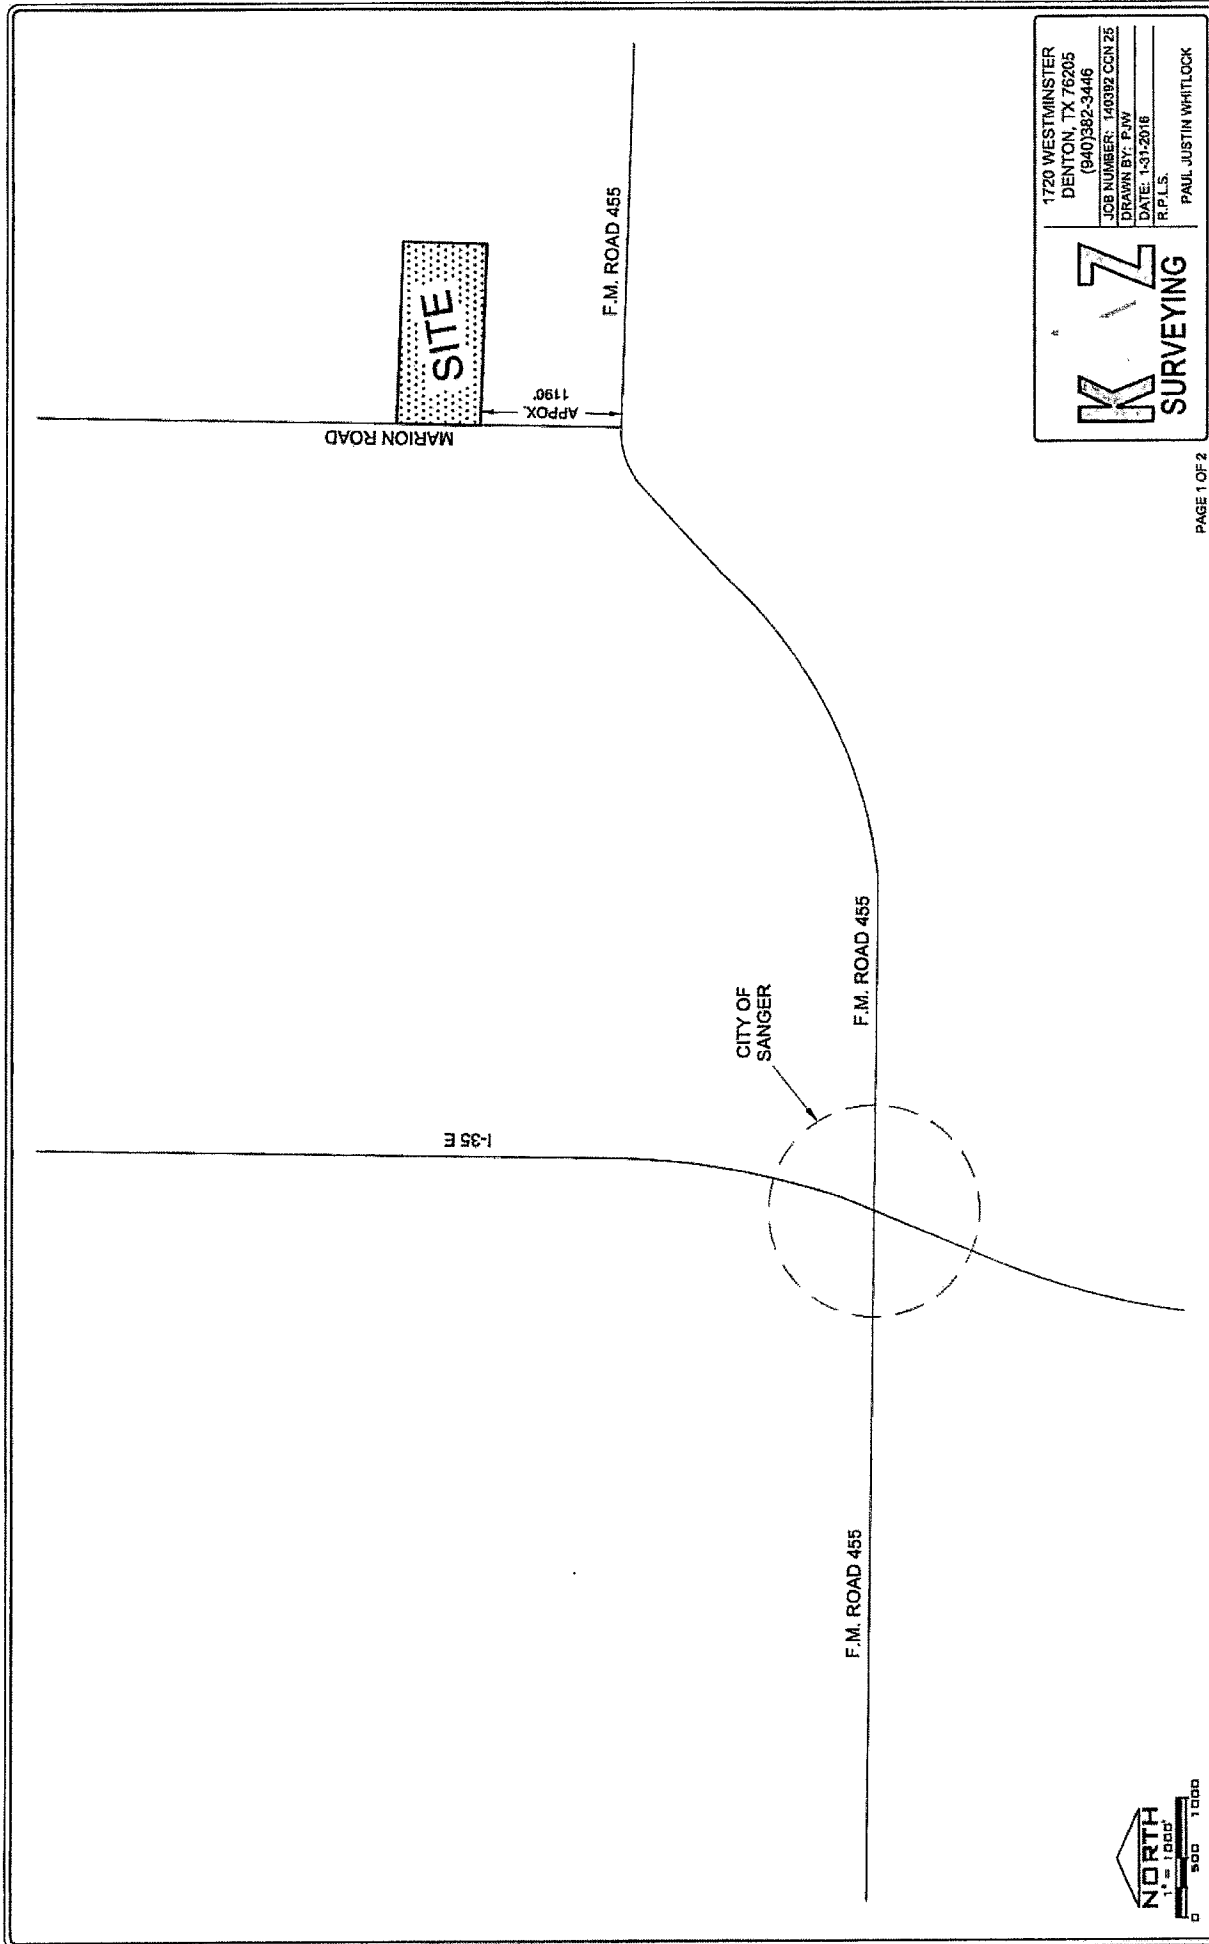 MARION ROAD
SITE
APPOX.
1190'
F.M. ROAD 455
I-35 E
CITY OF
SANGER
F.M. ROAD 455
F.M. ROAD 455
NORTH
1" = 1000'
0 500 1000
PAGE 1 OF 2
K Z
SURVEYING
1720 WESTMINSTER
DENTON, TX 76205
(940)382-3446
JOB NUMBER: 140392 CCN 25
DRAWN BY: PJW
DATE: 1-31-2016
R.P.L.S.
PAUL JUSTIN WHITLOCK